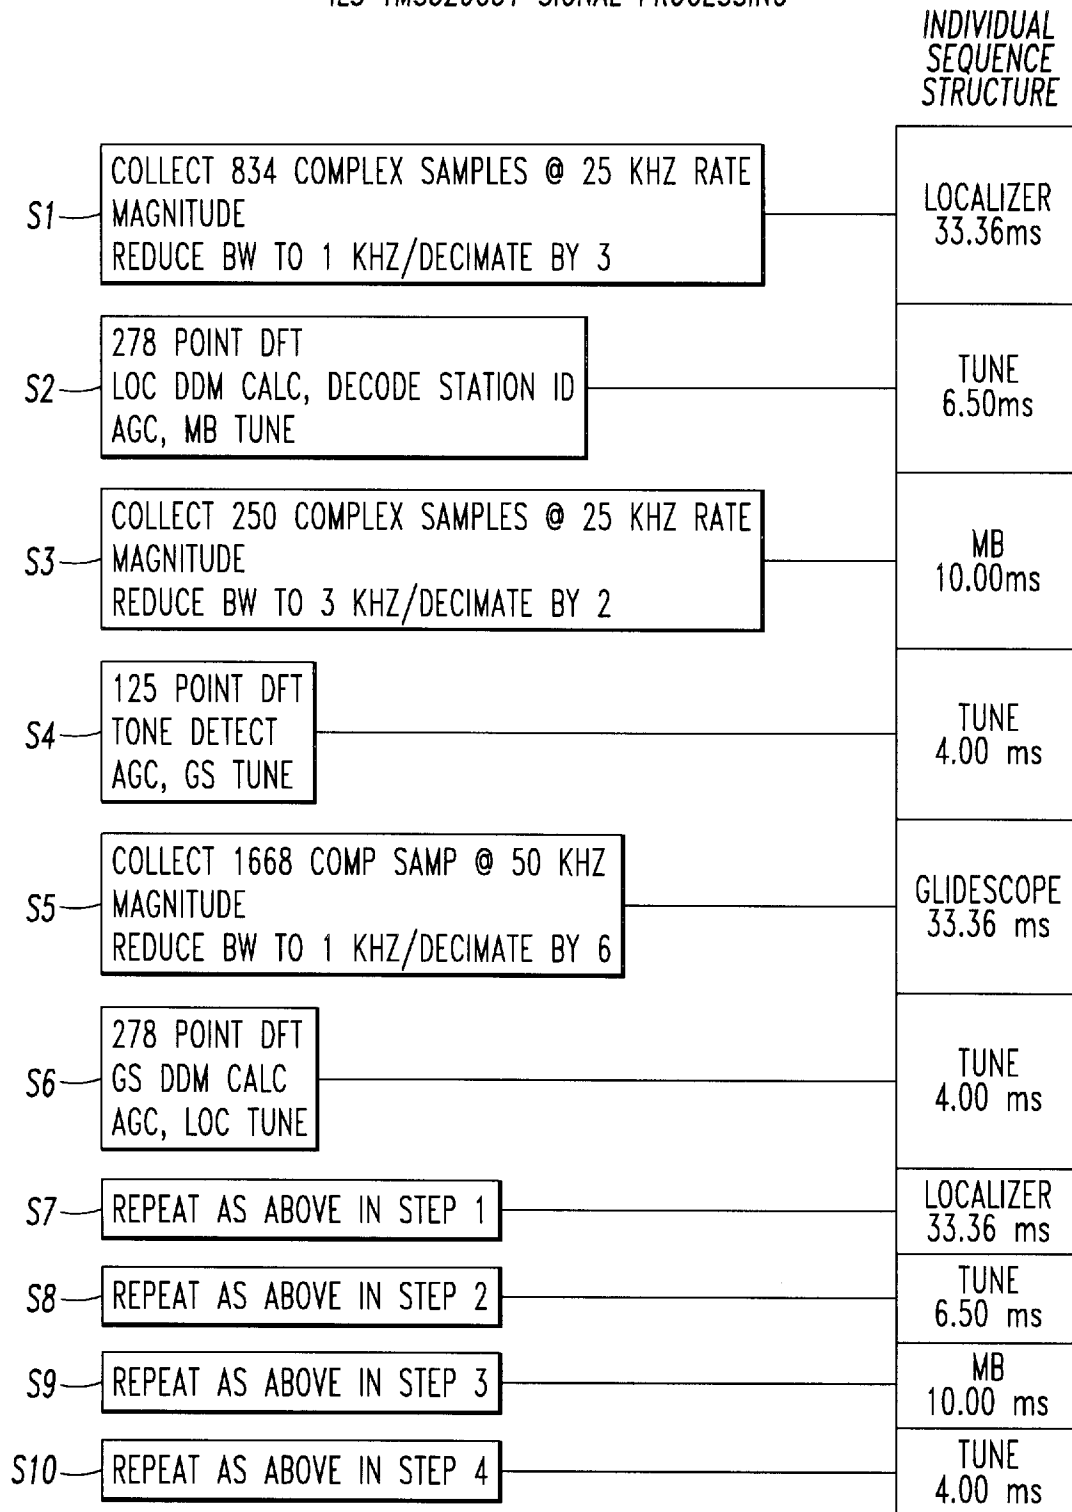 INDIVIDUAL
SEQUENCE
STRUCTURE
S1
COLLECT 834 COMPLEX SAMPLES @ 25 KHZ RATE
MAGNITUDE
REDUCE BW TO 1 KHZ/DECIMATE BY 3
LOCALIZER
33.36ms
S2
278 POINT DFT
LOC DDM CALC, DECODE STATION ID
AGC, MB TUNE
TUNE
6.50ms
S3
COLLECT 250 COMPLEX SAMPLES @ 25 KHZ RATE
MAGNITUDE
REDUCE BW TO 3 KHZ/DECIMATE BY 2
MB
10.00ms
S4
125 POINT DFT
TONE DETECT
AGC, GS TUNE
TUNE
4.00 ms
S5
COLLECT 1668 COMP SAMP @ 50 KHZ
MAGNITUDE
REDUCE BW TO 1 KHZ/DECIMATE BY 6
GLIDESCOPE
33.36 ms
S6
278 POINT DFT
GS DDM CALC
AGC, LOC TUNE
TUNE
4.00 ms
S7
REPEAT AS ABOVE IN STEP 1
LOCALIZER
33.36 ms
S8
REPEAT AS ABOVE IN STEP 2
TUNE
6.50 ms
S9
REPEAT AS ABOVE IN STEP 3
MB
10.00 ms
S10
REPEAT AS ABOVE IN STEP 4
TUNE
4.00 ms